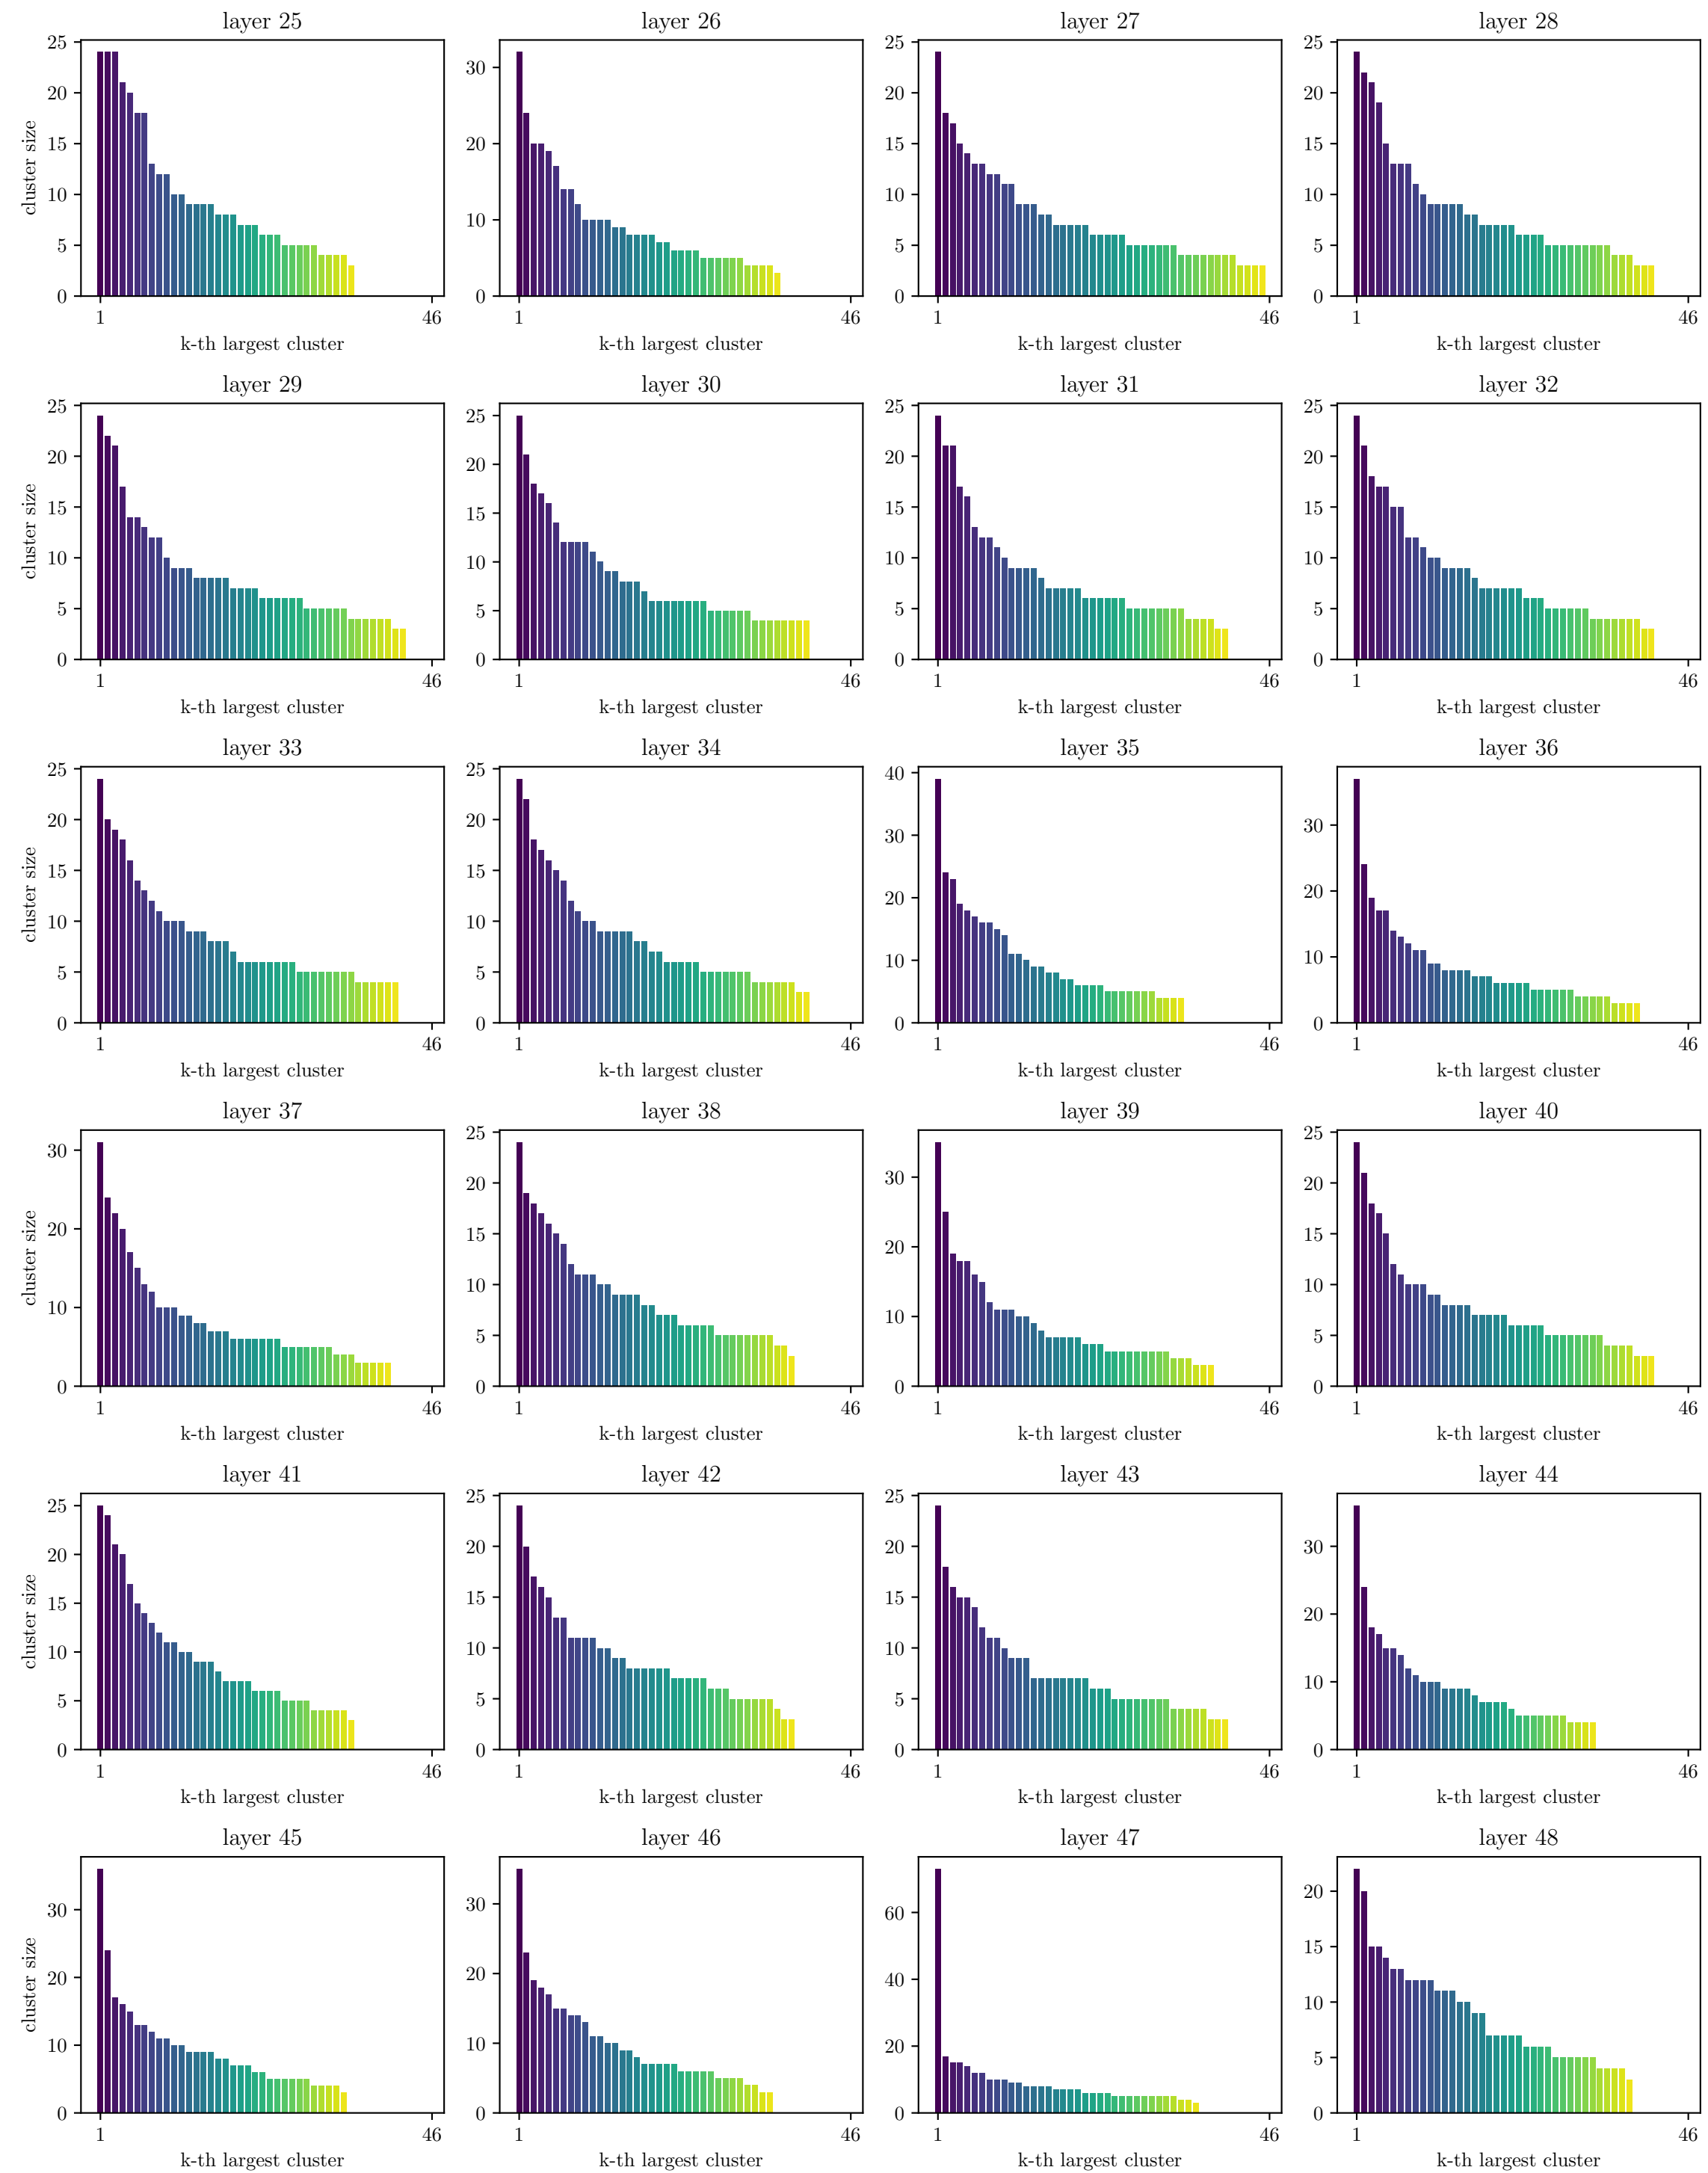 layer 25 layer 26 layer 27 layer 28
25 30 25 25
20 20 20 20
15 10 15 15
10 0 10 10
5 5 5
0 0 0
cluster size
1 46 1 46 1 46 1 46
k-th largest cluster k-th largest cluster k-th largest cluster k-th largest cluster
layer 29 layer 30 layer 31 layer 32
25 25 25 25
20 20 20 20
15 15 15 15
10 10 10 10
5 5 5 5
0 0 0 0
cluster size
1 46 1 46 1 46 1 46
k-th largest cluster k-th largest cluster k-th largest cluster k-th largest cluster
layer 33 layer 34 layer 35 layer 36
25 25 40 30
20 20 30 20
15 15 20 10
10 10 10 0
5 5 0
0 0
cluster size
1 46 1 46 1 46 1 46
k-th largest cluster k-th largest cluster k-th largest cluster k-th largest cluster
layer 37 layer 38 layer 39 layer 40
30 25 30 25
20 20 20 20
10 15 10 15
0 10 0 10
5 5
0 0
cluster size
1 46 1 46 1 46 1 46
k-th largest cluster k-th largest cluster k-th largest cluster k-th largest cluster
layer 41 layer 42 layer 43 layer 44
25 25 25 30
20 20 20 20
15 15 15 10
10 10 10 0
5 5 5
0 0 0
cluster size
1 46 1 46 1 46 1 46
k-th largest cluster k-th largest cluster k-th largest cluster k-th largest cluster
layer 45 layer 46 layer 47 layer 48
30 30 60 20
20 20 40 15
10 10 20 10
0 0 0 5
0
cluster size
1 46 1 46 1 46 1 46
k-th largest cluster k-th largest cluster k-th largest cluster k-th largest cluster